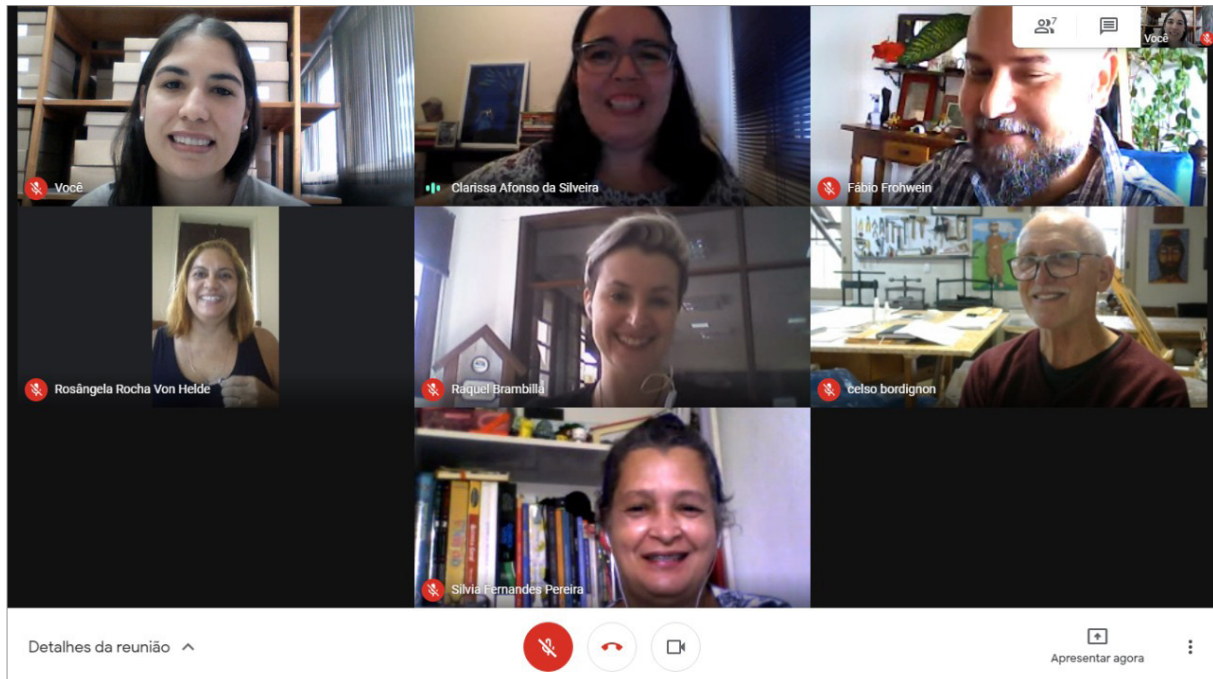 7
Você
Você
Clarissa Afonso da Silveira
Fábio Frohwein
Rosângela Rocha Von Helde
Raquel Brambilla
celso bordignon
Silvia Fernandes Pereira
Detalhes da reunião
Apresentar agora